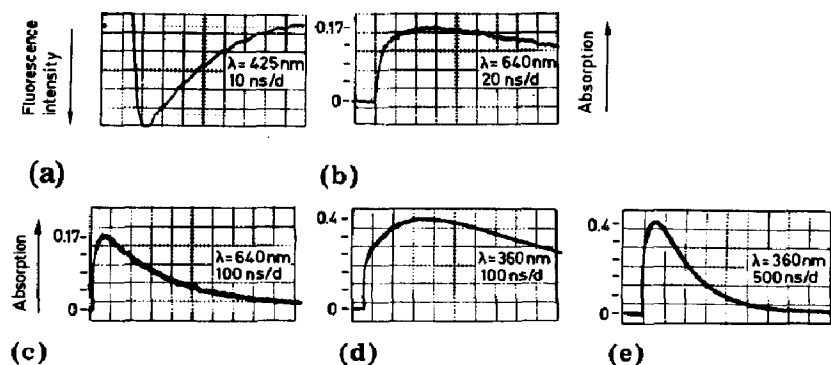 Fluorescence
intensity
λ=425nm
10 ns/d
(a)
0.17
0
λ=640nm
20 ns/d
Absorption
(b)
Absorption
0.17
0
λ=640nm
100 ns/d
(c)
0.4
0
λ=360nm
100 ns/d
(d)
0.4
0
λ=360nm
500 ns/d
(e)